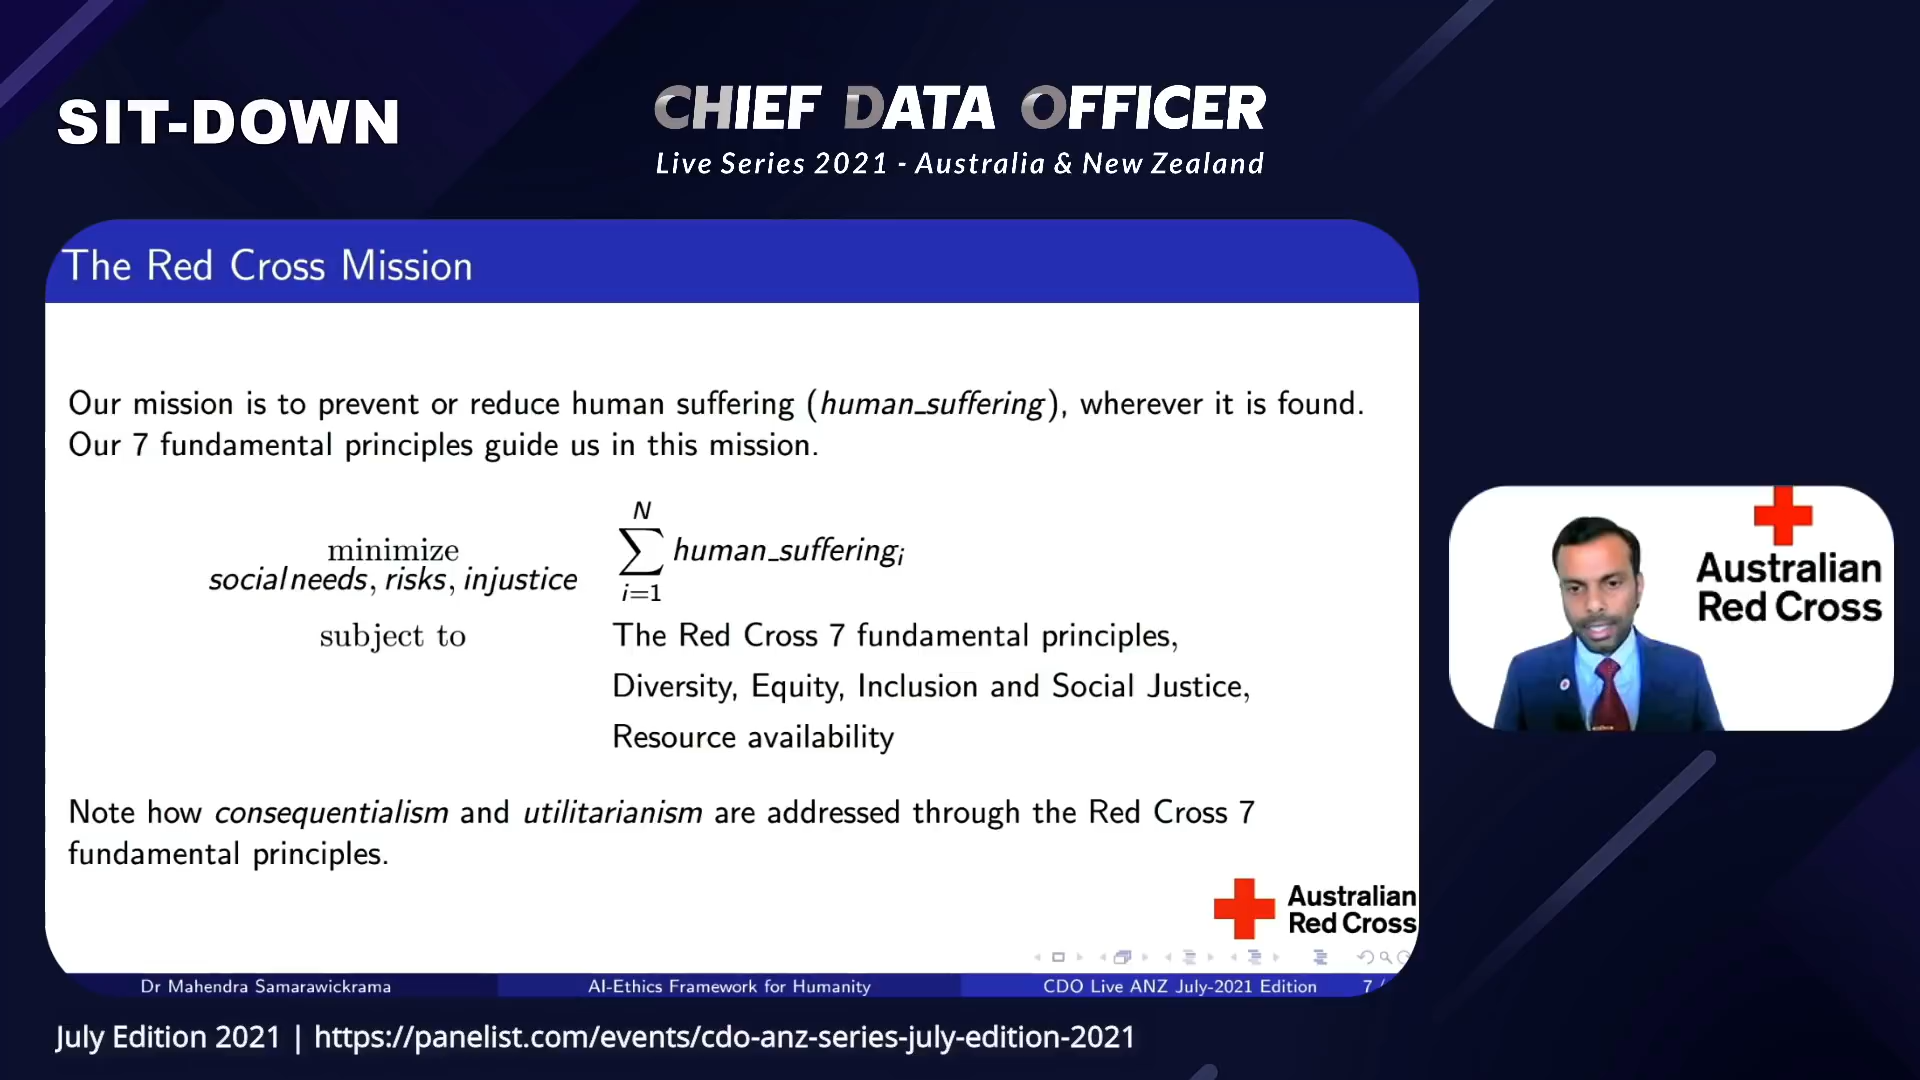 SIT-DOWN
CHIEF DATA OFFICER
Live Series 2021 - Australia & New Zealand
The Red Cross Mission
Our mission is to prevent or reduce human suffering (human_suffering), wherever it is found.
Our 7 fundamental principles guide us in this mission.
N
minimize ∑ human_sufferingᵢ
social needs, risks, injustice
i=1
subject to The Red Cross 7 fundamental principles,
Diversity, Equity, Inclusion and Social Justice,
Resource availability
Note how consequentialism and utilitarianism are addressed through the Red Cross 7
fundamental principles.
Australian
Red Cross
Dr Mahendra Samarawickrama AI-Ethics Framework for Humanity CDO Live ANZ July-2021 Edition 7 /
Australian
Red Cross
July Edition 2021 | https://panelist.com/events/cdo-anz-series-july-edition-2021